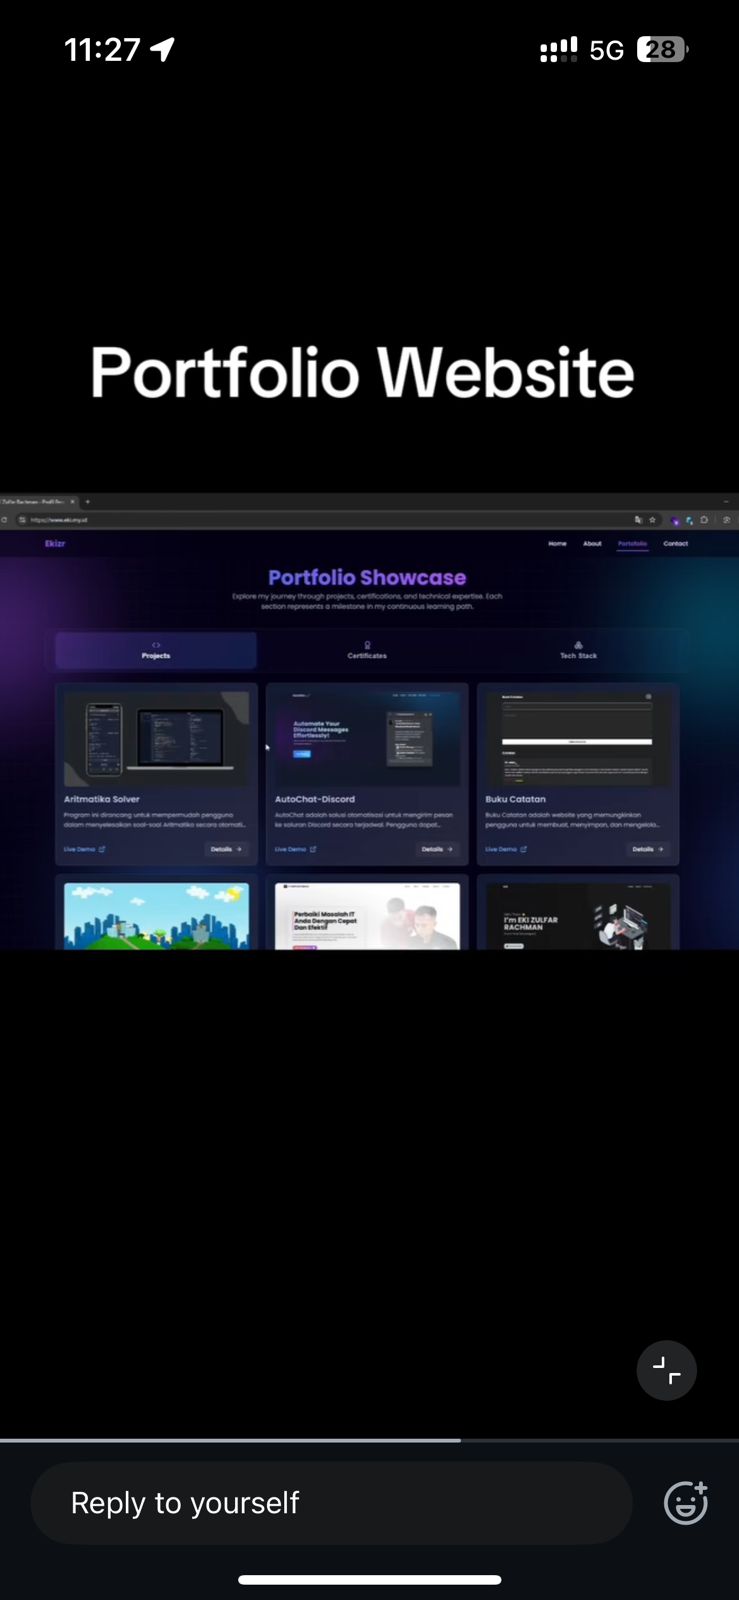 11:27
5G
28
Portfolio Website
https://www.eki.my.id
Ekizr
Home
About
Portofolio
Contact
Portfolio Showcase
Explore my journey through projects, certifications, and technical expertise. Each
section represents a milestone in my continuous learning path.
Projects
Certificates
Tech Stack
Automate Your
Discord Messages
Effortlessly!
Aritmatika Solver
AutoChat-Discord
Buku Catatan
Program ini dirancang untuk mempermudah pengguna
dalam menyelesaikan soal-soal Aritmatika secara otomati...
AutoChat adalah solusi otomatisasi untuk mengirim pesan
ke saluran Discord secara terjadwal. Pengguna dapat...
Buku Catatan adalah website yang memungkinkan
pengguna untuk membuat, menyimpan, dan mengelola...
Live Demo
Details
Live Demo
Details
Live Demo
Details
Perbaiki Masalah IT
Anda Dengan Cepat
Dan Efektif
I'm EKI ZULFAR
RACHMAN
Reply to yourself